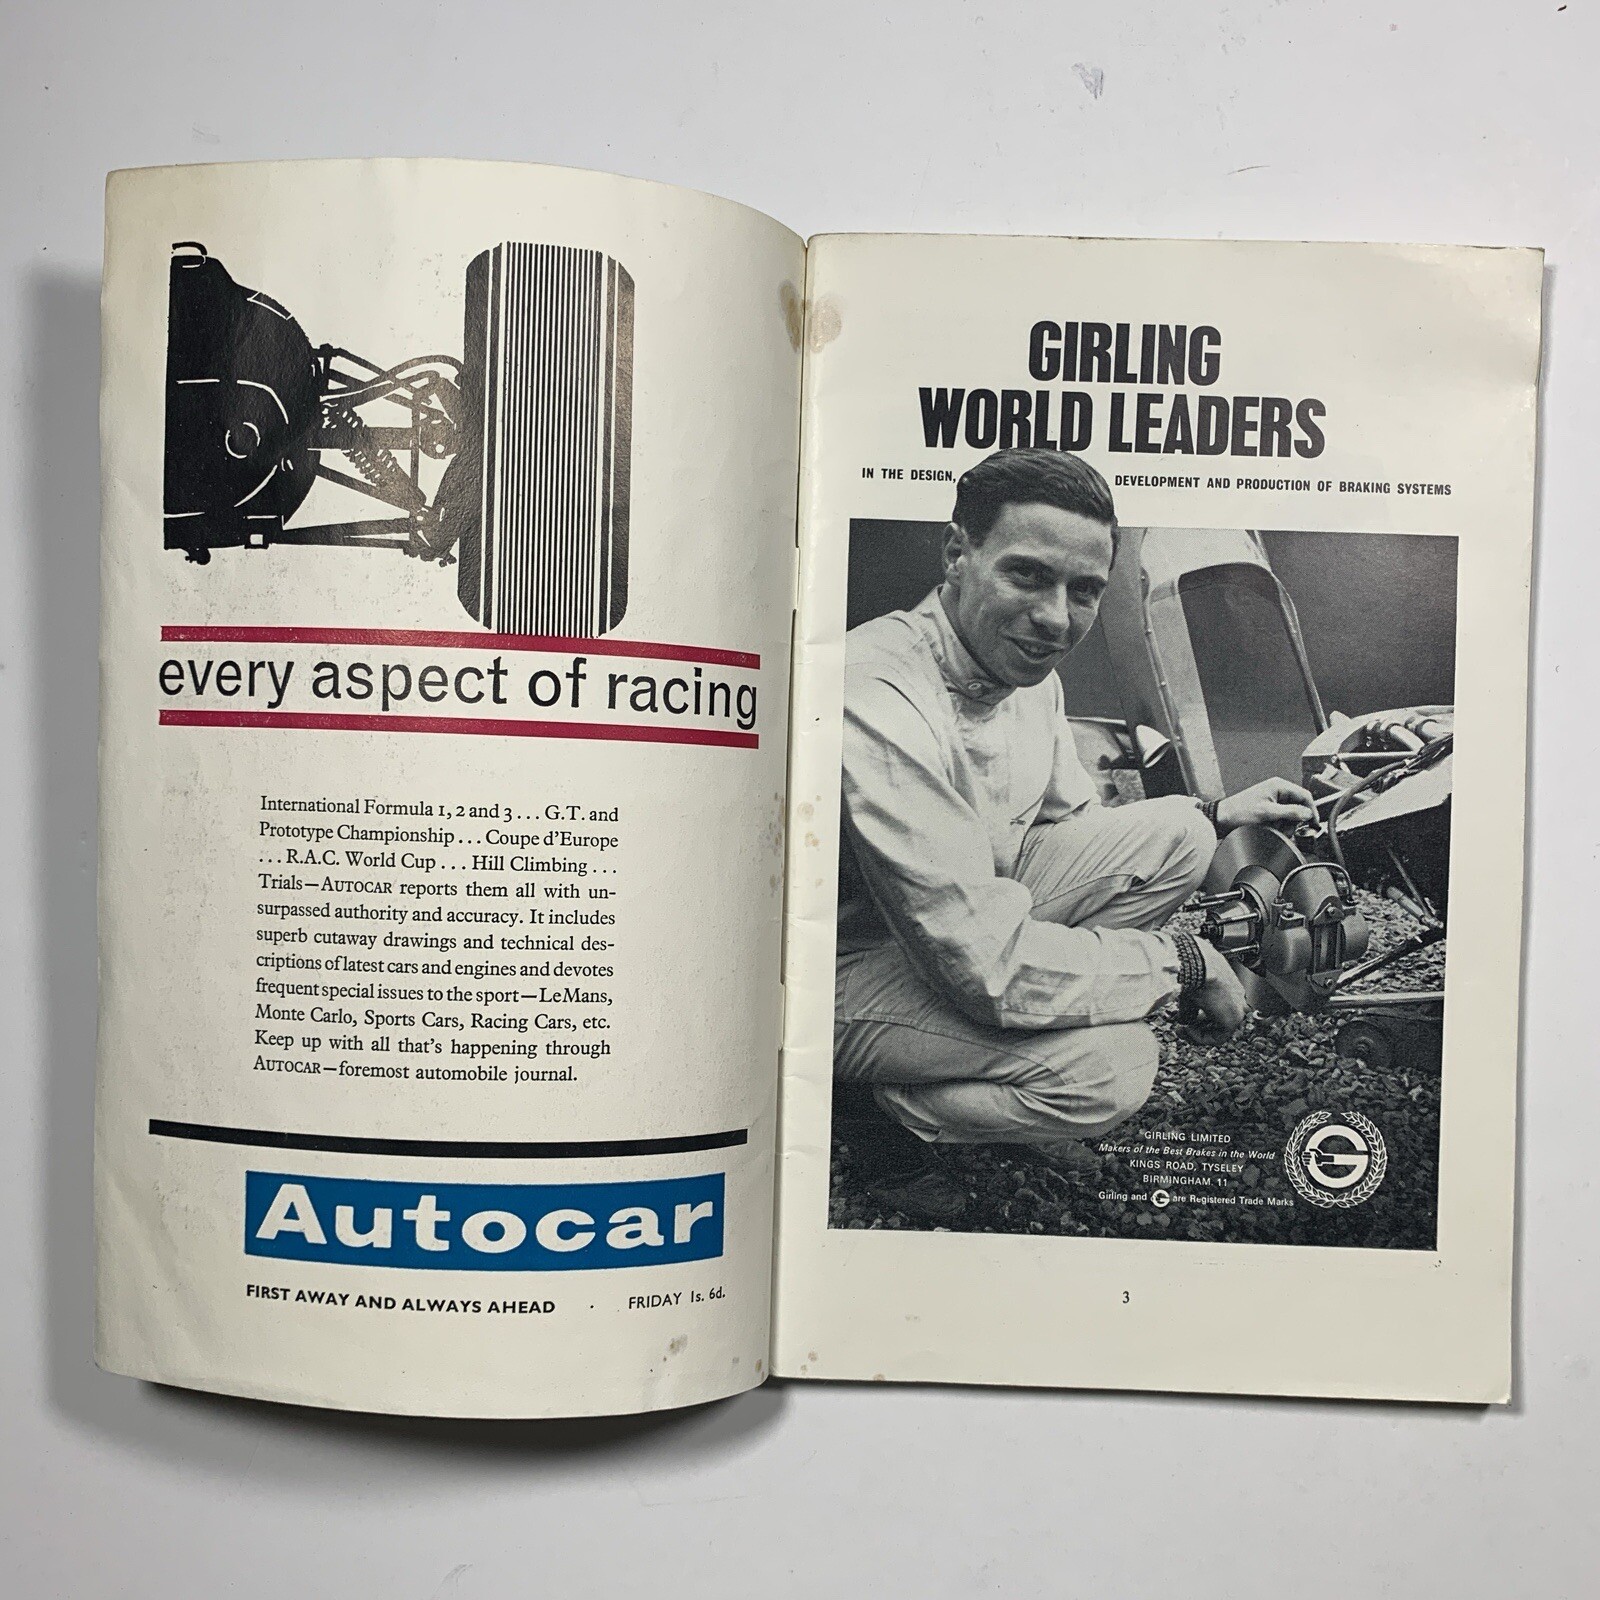 every aspect of racing
International Formula 1, 2 and 3 . . . G.T. and
Prototype Championship . . . Coupe d'Europe
. . . R.A.C. World Cup . . . Hill Climbing . . .
Trials—AUTOCAR reports them all with un-
surpassed authority and accuracy. It includes
superb cutaway drawings and technical des-
criptions of latest cars and engines and devotes
frequent special issues to the sport—Le Mans,
Monte Carlo, Sports Cars, Racing Cars, etc.
Keep up with all that's happening through
AUTOCAR—foremost automobile journal.
Autocar
FIRST AWAY AND ALWAYS AHEAD · FRIDAY 1s. 6d.
GIRLING
WORLD LEADERS
IN THE DESIGN, DEVELOPMENT AND PRODUCTION OF BRAKING SYSTEMS
GIRLING LIMITED
Makers of the Best Brakes in the World
KINGS ROAD, TYSELEY
BIRMINGHAM 11
Girling and G are Registered Trade Marks
G
3